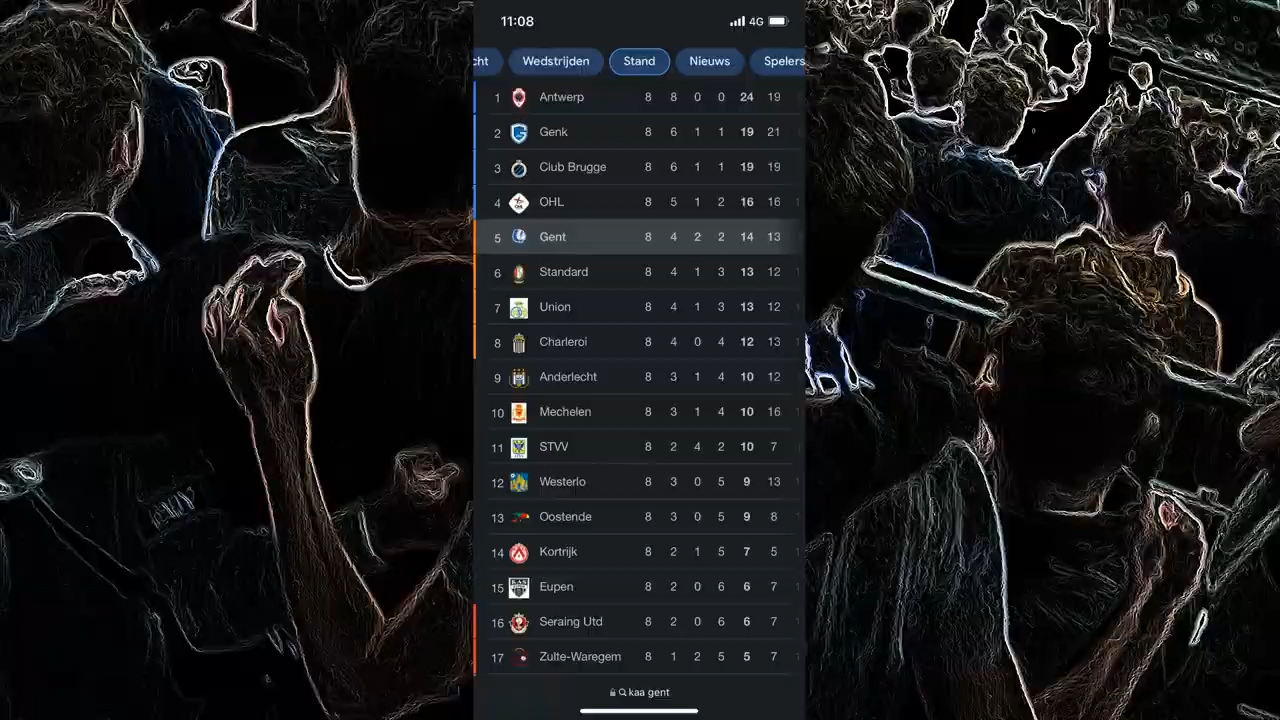 11:08 4G
cht Wedstrijden Stand Nieuws Spelers
1 Antwerp 8 8 0 0 24 19
2 Genk 8 6 1 1 19 21
3 Club Brugge 8 6 1 1 19 19
4 OHL 8 5 1 2 16 16
5 Gent 8 4 2 2 14 13
6 Standard 8 4 1 3 13 12
7 Union 8 4 1 3 13 12
8 Charleroi 8 4 0 4 12 13
9 Anderlecht 8 3 1 4 10 12
10 Mechelen 8 3 1 4 10 16
11 STVV 8 2 4 2 10 7
12 Westerlo 8 3 0 5 9 13
13 Oostende 8 3 0 5 9 8
14 Kortrijk 8 2 1 5 7 5
15 Eupen 8 2 0 6 6 7
16 Seraing Utd 8 2 0 6 6 7
17 Zulte-Waregem 8 1 2 5 5 7
kaa gent